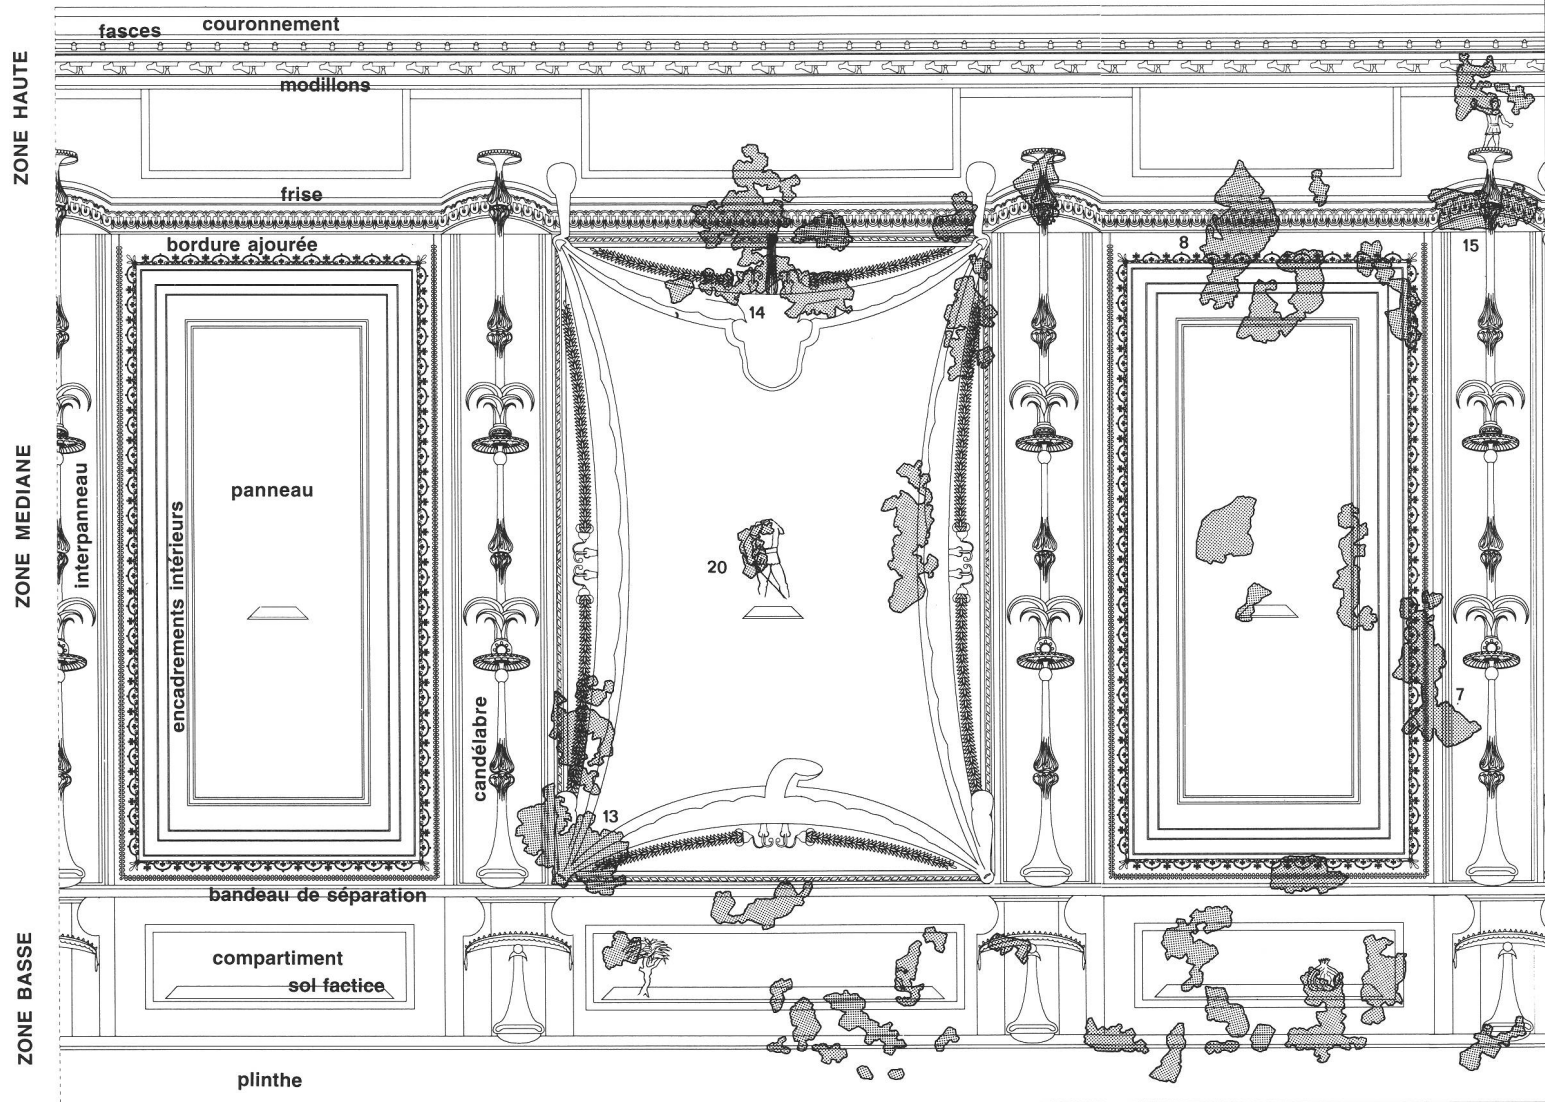 couronnement
fasces
modillons
ZONE HAUTE
frise
bordure ajourée
8
15
14
panneau
interpanneau
encadrements intérieurs
ZONE MEDIANE
20
7
candélabre
13
bandeau de séparation
compartiment
sol factice
ZONE BASSE
plinthe